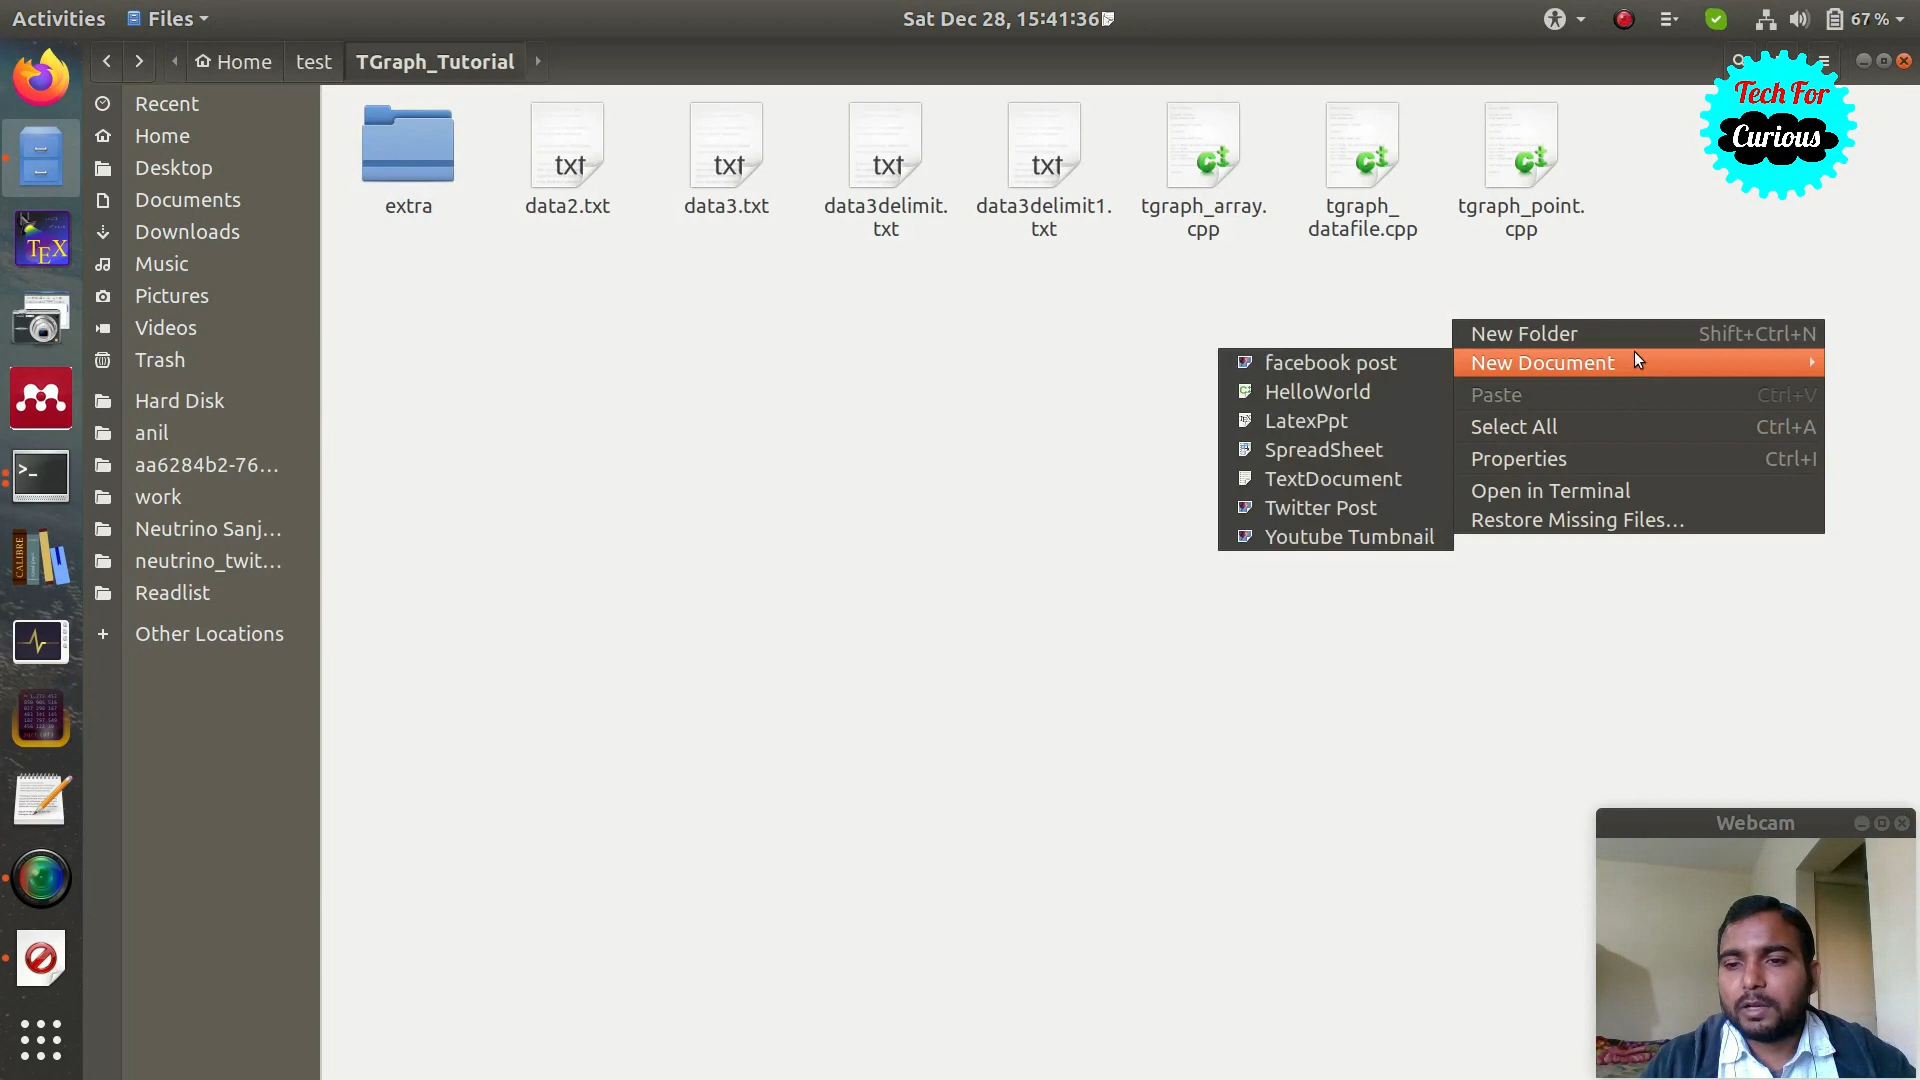 Activities
Files
Sat Dec 28, 15:41:36
67 %
Home
test
TGraph_Tutorial
Tech For
Curious
Recent
Home
Desktop
Documents
Downloads
Music
Pictures
Videos
Trash
Hard Disk
anil
aa6284b2-76...
work
Neutrino Sanj...
neutrino_twit...
Readlist
Other Locations
extra
txt
data2.txt
txt
data3.txt
txt
data3delimit.
txt
txt
data3delimit1.
txt
tgraph_array.
cpp
tgraph_
datafile.cpp
tgraph_point.
cpp
New Folder Shift+Ctrl+N
New Document
Paste Ctrl+V
Select All Ctrl+A
Properties Ctrl+I
Open in Terminal
Restore Missing Files...
facebook post
HelloWorld
LatexPpt
SpreadSheet
TextDocument
Twitter Post
Youtube Tumbnail
TEX
CALIBRE
Webcam